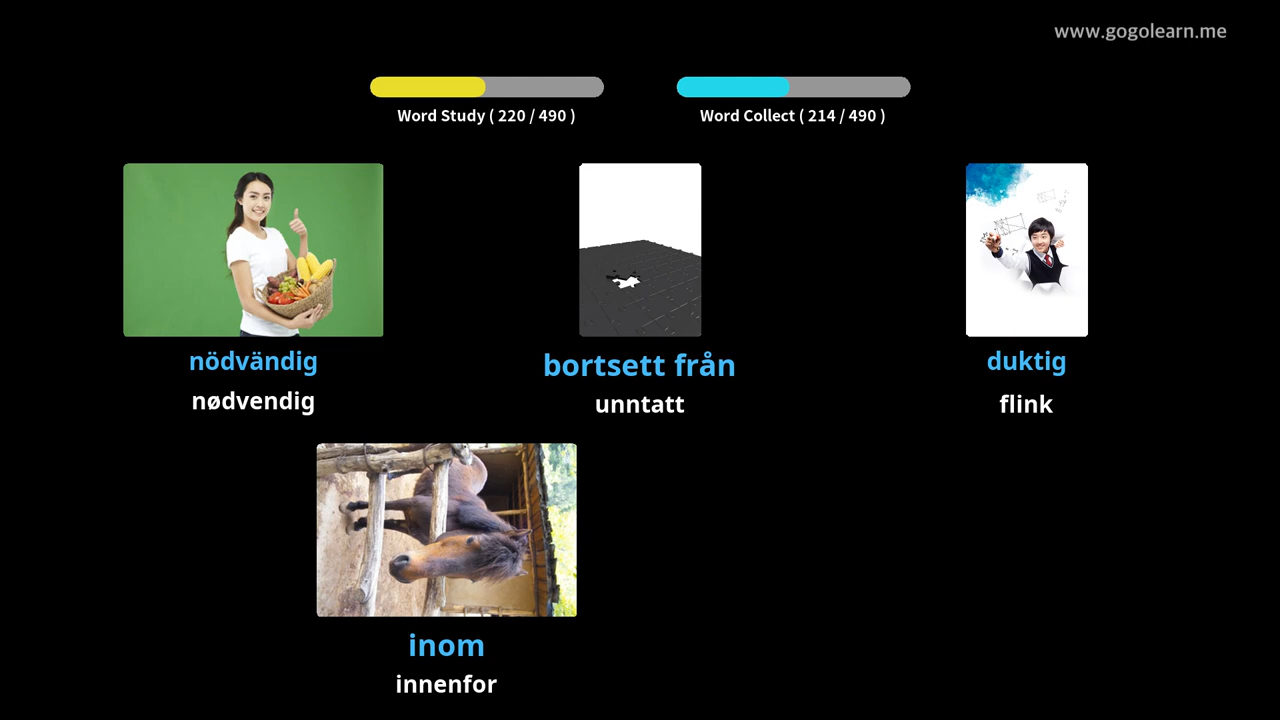 www.gogolearn.me
Word Study ( 220 / 490 )
Word Collect ( 214 / 490 )
nödvändig
nødvendig
bortsett från
unntatt
duktig
flink
inom
innenfor